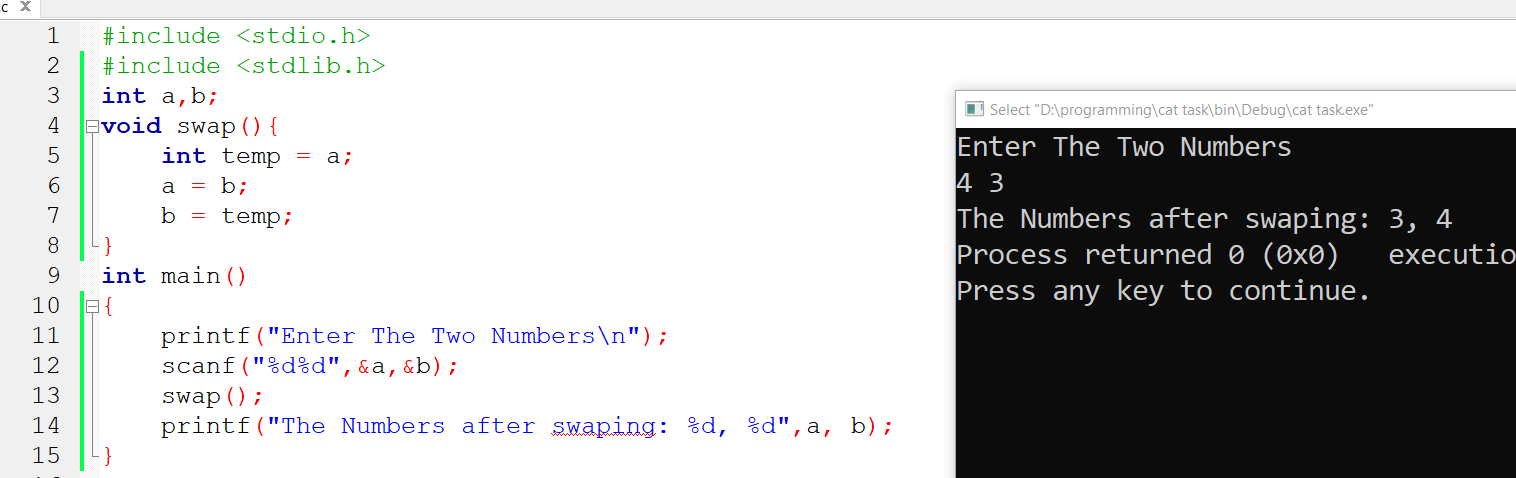 .c X
1 #include <stdio.h>
2 #include <stdlib.h>
3 int a,b;
4 void swap(){
5     int temp = a;
6     a = b;
7     b = temp;
8 }
9 int main()
10 {
11     printf("Enter The Two Numbers\n");
12     scanf("%d%d",&a,&b);
13     swap();
14     printf("The Numbers after swaping: %d, %d",a, b);
15 }
Select "D:\programming\cat task\bin\Debug\cat task.exe"
Enter The Two Numbers
4 3
The Numbers after swaping: 3, 4
Process returned 0 (0x0)   executio
Press any key to continue.